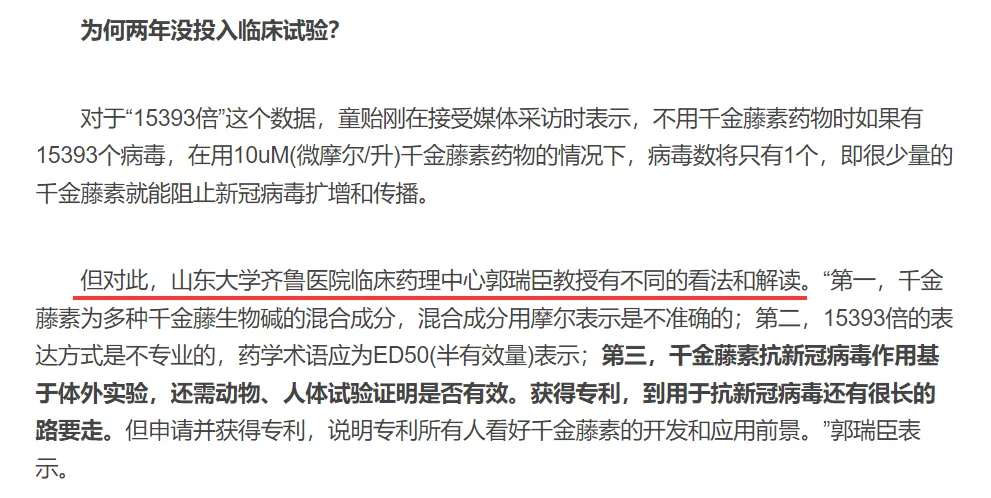 为何两年没投入临床试验？
对于“15393倍”这个数据，童贻刚在接受媒体采访时表示，不用千金藤素药物时如果有
15393个病毒，在用10uM(微摩尔/升)千金藤素药物的情况下，病毒数将只有1个，即很少量的
千金藤素就能阻止新冠病毒扩增和传播。
但对此，山东大学齐鲁医院临床药理中心郭瑞臣教授有不同的看法和解读。“第一，千金
藤素为多种千金藤生物碱的混合成分，混合成分用摩尔表示是不准确的；第二，15393倍的表
达方式是不专业的，药学术语应为ED50(半有效量)表示；第三，千金藤素抗新冠病毒作用基
于体外实验，还需动物、人体试验证明是否有效。获得专利，到用于抗新冠病毒还有很长的
路要走。但申请并获得专利，说明专利所有人看好千金藤素的开发和应用前景。”郭瑞臣表
示。